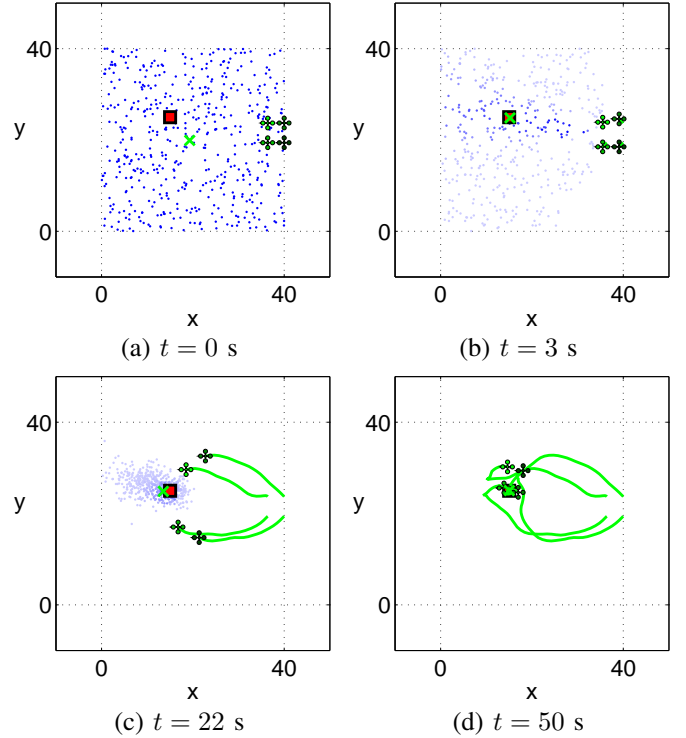 40
y
0
0 40
x
(a) t = 0 s
40
y
0
0 40
x
(b) t = 3 s
40
y
0
0 40
x
(c) t = 22 s
40
y
0
0 40
x
(d) t = 50 s